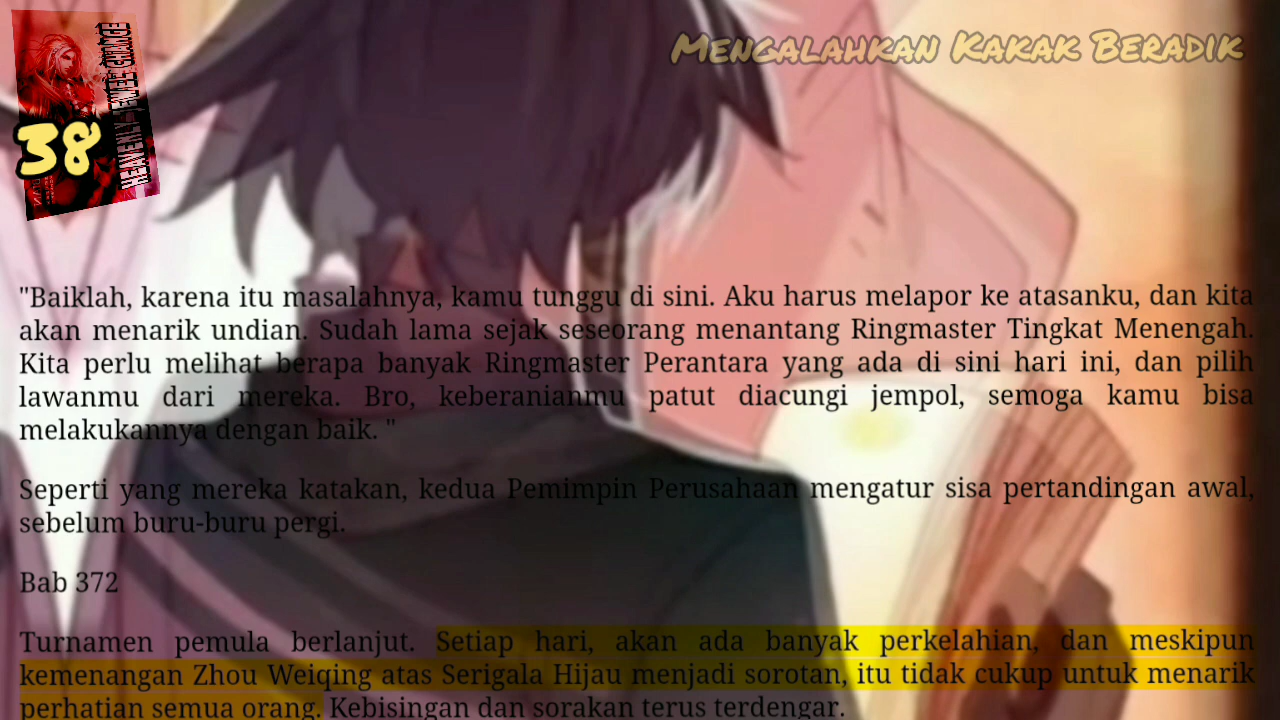 Mengalahkan Kakak Beradik
HEAVENLY JEWEL CHANGE
38
"Baiklah, karena itu masalahnya, kamu tunggu di sini. Aku harus melapor ke atasanku, dan kita
akan menarik undian. Sudah lama sejak seseorang menantang Ringmaster Tingkat Menengah.
Kita perlu melihat berapa banyak Ringmaster Perantara yang ada di sini hari ini, dan pilih
lawanmu dari mereka. Bro, keberanianmu patut diacungi jempol, semoga kamu bisa
melakukannya dengan baik. "
Seperti yang mereka katakan, kedua Pemimpin Perusahaan mengatur sisa pertandingan awal,
sebelum buru-buru pergi.
Bab 372
Turnamen pemula berlanjut. Setiap hari, akan ada banyak perkelahian, dan meskipun
kemenangan Zhou Weiqing atas Serigala Hijau menjadi sorotan, itu tidak cukup untuk menarik
perhatian semua orang. Kebisingan dan sorakan terus terdengar.